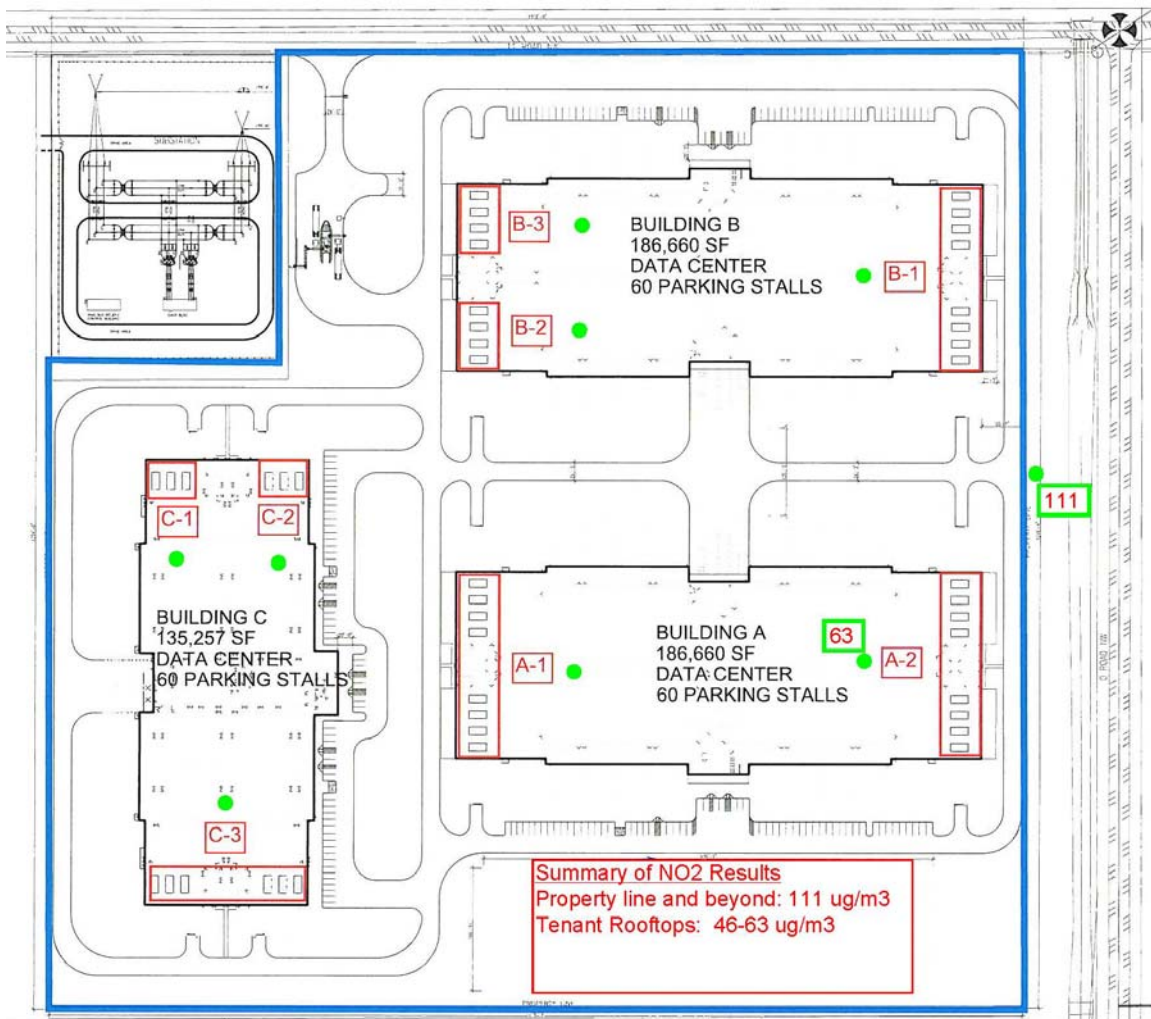 SUBSTATION
B-3
BUILDING B
186,660 SF
DATA CENTER
60 PARKING STALLS
B-1
B-2
C-1
C-2
111
BUILDING C
135,257 SF
DATA CENTER
60 PARKING STALLS
63
BUILDING A
186,660 SF
DATA CENTER
60 PARKING STALLS
A-1
A-2
C-3
Summary of NO2 Results
Property line and beyond: 111 ug/m3
Tenant Rooftops: 46-63 ug/m3